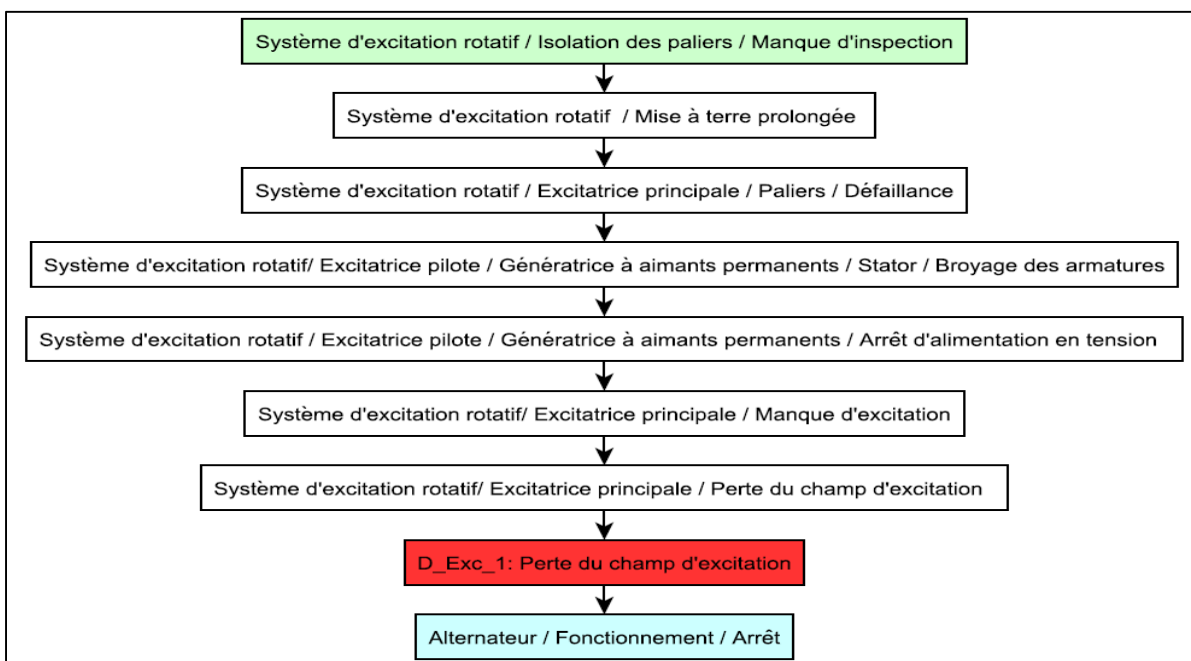 Système d'excitation rotatif / Isolation des paliers / Manque d'inspection
Système d'excitation rotatif / Mise à terre prolongée
Système d'excitation rotatif / Excitatrice principale / Paliers / Défaillance
Système d'excitation rotatif/ Excitatrice pilote / Génératrice à aimants permanents / Stator / Broyage des armatures
Système d'excitation rotatif / Excitatrice pilote / Génératrice à aimants permanents / Arrêt d'alimentation en tension
Système d'excitation rotatif/ Excitatrice principale / Manque d'excitation
Système d'excitation rotatif/ Excitatrice principale / Perte du champ d'excitation
D_Exc_1: Perte du champ d'excitation
Alternateur / Fonctionnement / Arrêt